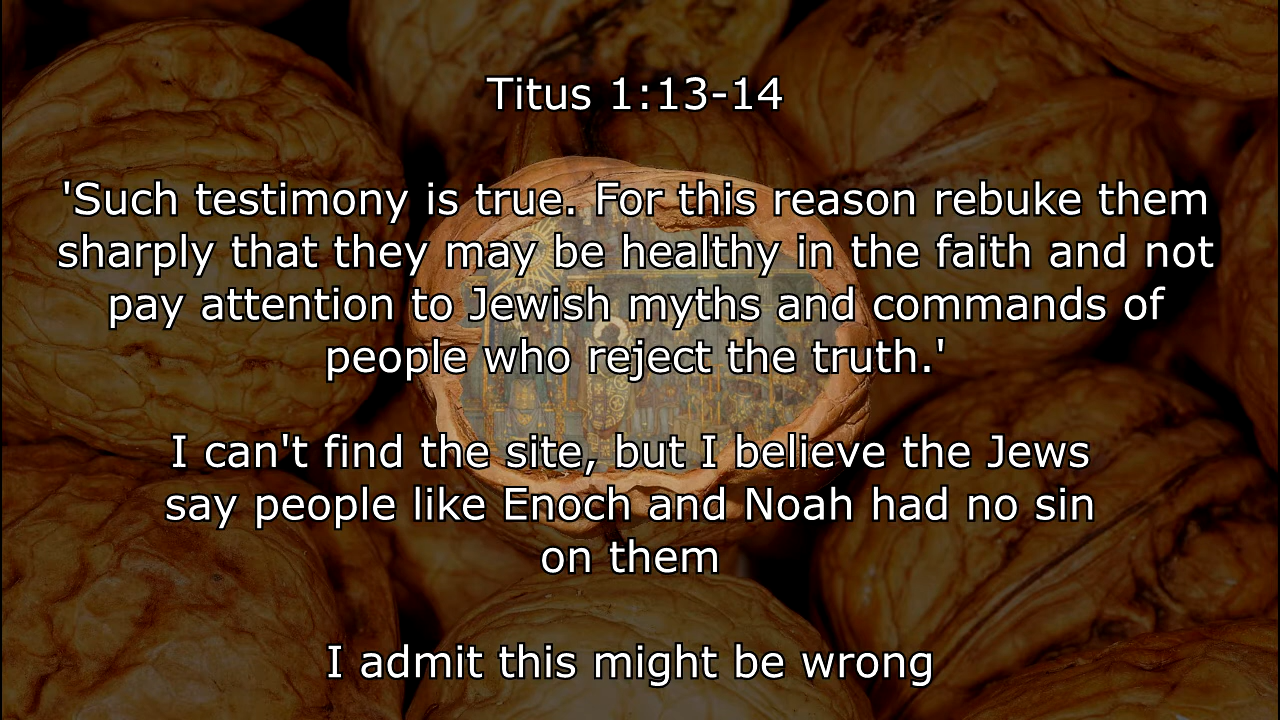 Titus 1:13-14
'Such testimony is true. For this reason rebuke them
sharply that they may be healthy in the faith and not
pay attention to Jewish myths and commands of
people who reject the truth.'
I can't find the site, but I believe the Jews
say people like Enoch and Noah had no sin
on them
I admit this might be wrong